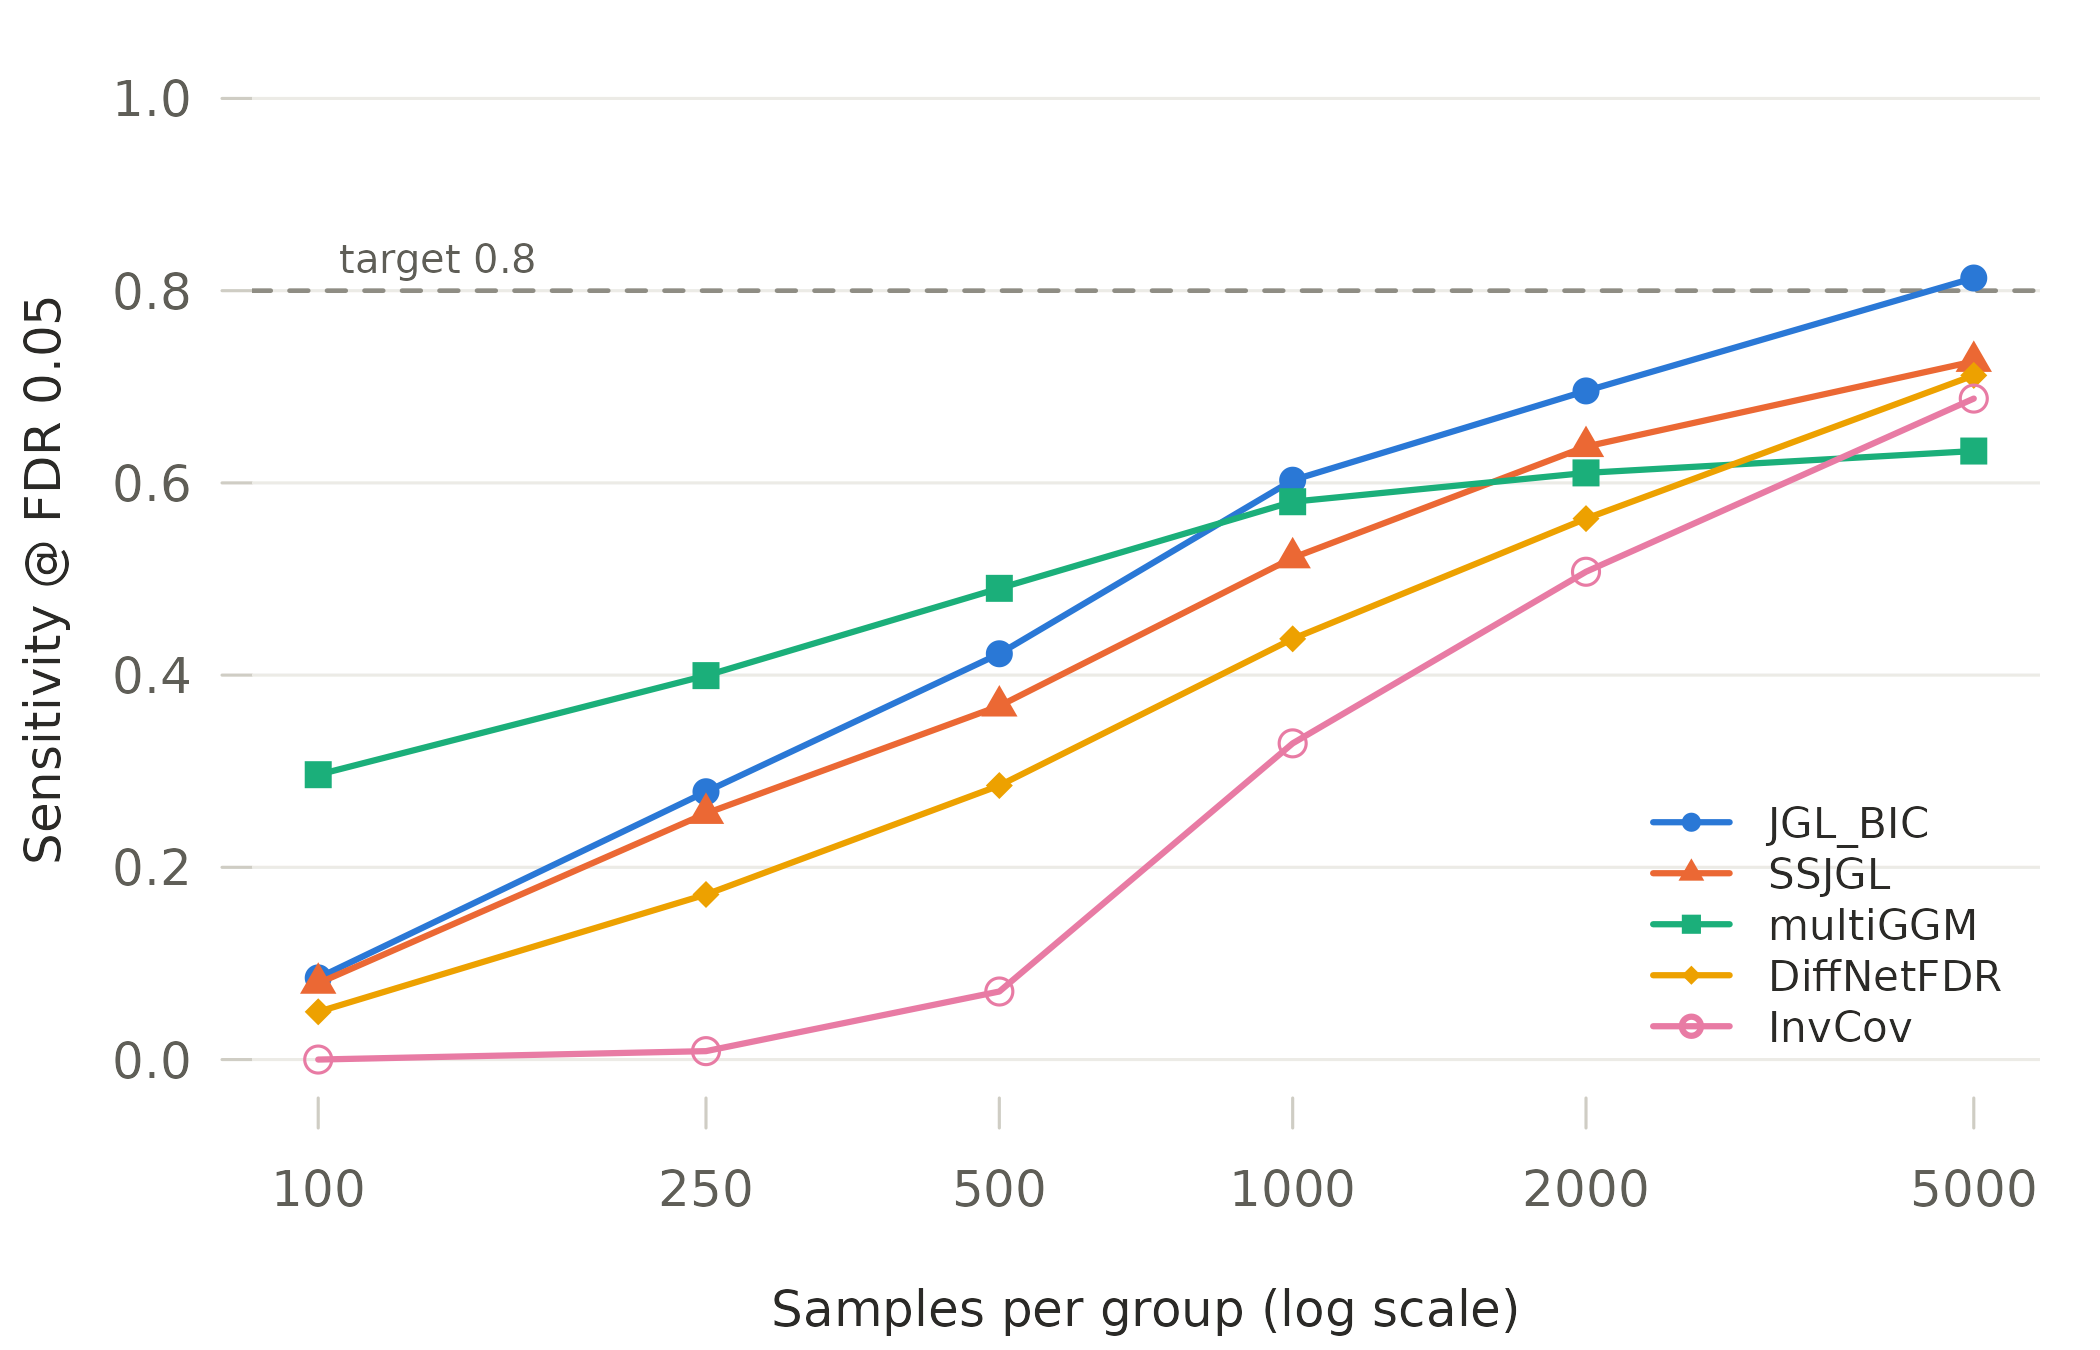 1.0
target 0.8
0.8
0.6
0.4
0.2
0.0
Sensitivity @ FDR 0.05
JGL_BIC
SSJGL
multiGGM
DiffNetFDR
InvCov
100 250 500 1000 2000 5000
Samples per group (log scale)